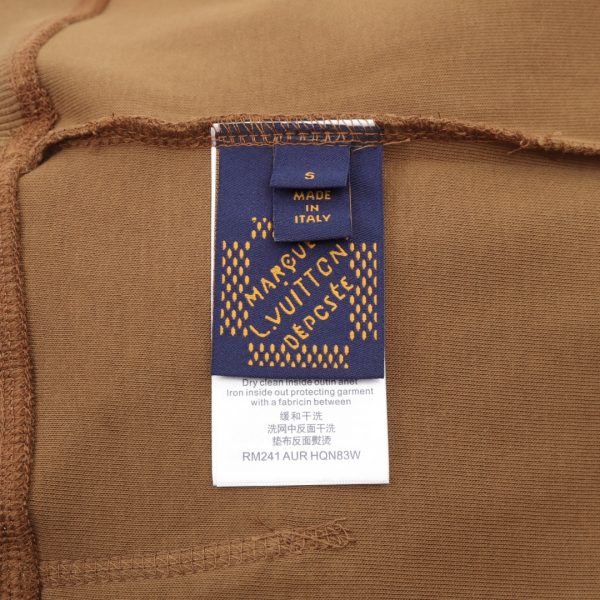 S
MADE
IN
ITALY
MARQUE
L.VUITTON
DÉPOSÉE
Dry clean inside outin anet
Iron inside out protecting garment
with a fabricin between
缓和干洗
洗网中反面干洗
垫布反面熨烫
RM241 AUR HQN83W